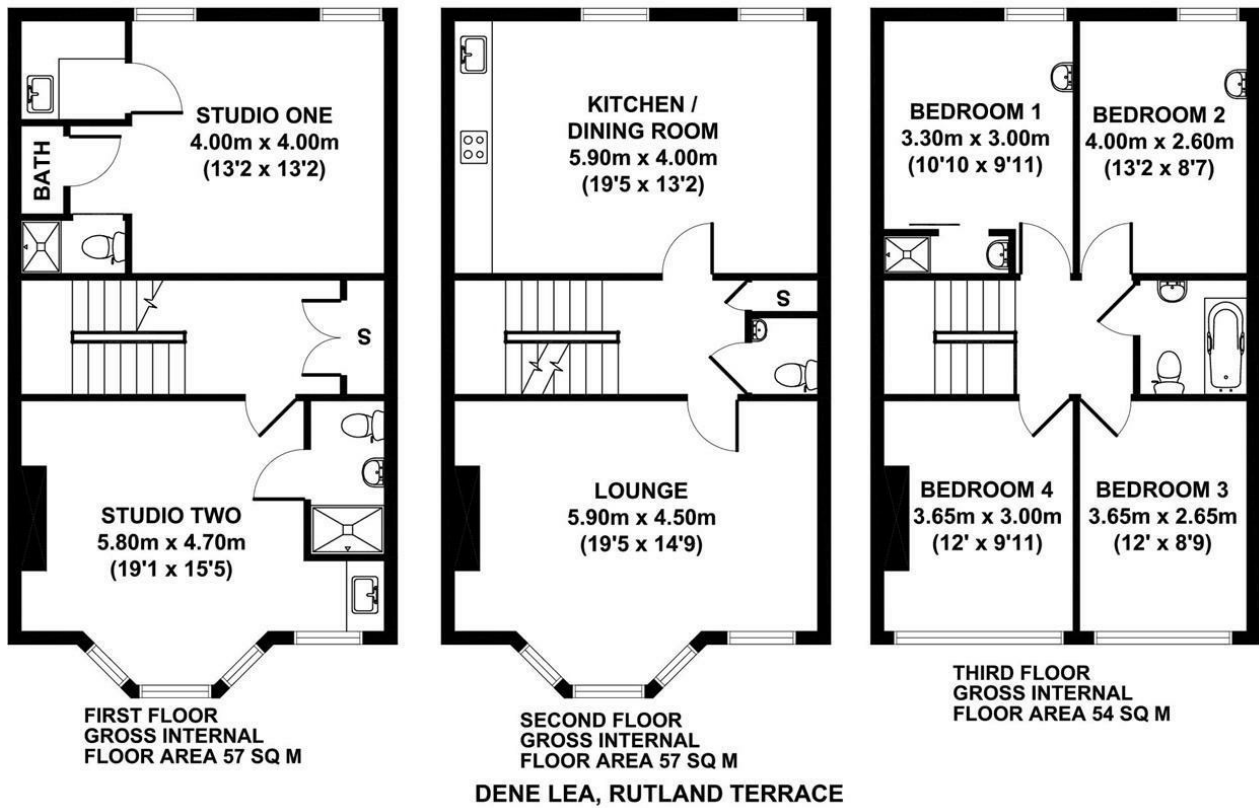 STUDIO ONE
4.00m x 4.00m
(13'2 x 13'2)
BATH
S
STUDIO TWO
5.80m x 4.70m
(19'1 x 15'5)
FIRST FLOOR
GROSS INTERNAL
FLOOR AREA 57 SQ M
KITCHEN /
DINING ROOM
5.90m x 4.00m
(19'5 x 13'2)
S
LOUNGE
5.90m x 4.50m
(19'5 x 14'9)
SECOND FLOOR
GROSS INTERNAL
FLOOR AREA 57 SQ M
BEDROOM 1
3.30m x 3.00m
(10'10 x 9'11)
BEDROOM 2
4.00m x 2.60m
(13'2 x 8'7)
BEDROOM 4
3.65m x 3.00m
(12' x 9'11)
BEDROOM 3
3.65m x 2.65m
(12' x 8'9)
THIRD FLOOR
GROSS INTERNAL
FLOOR AREA 54 SQ M
DENE LEA, RUTLAND TERRACE